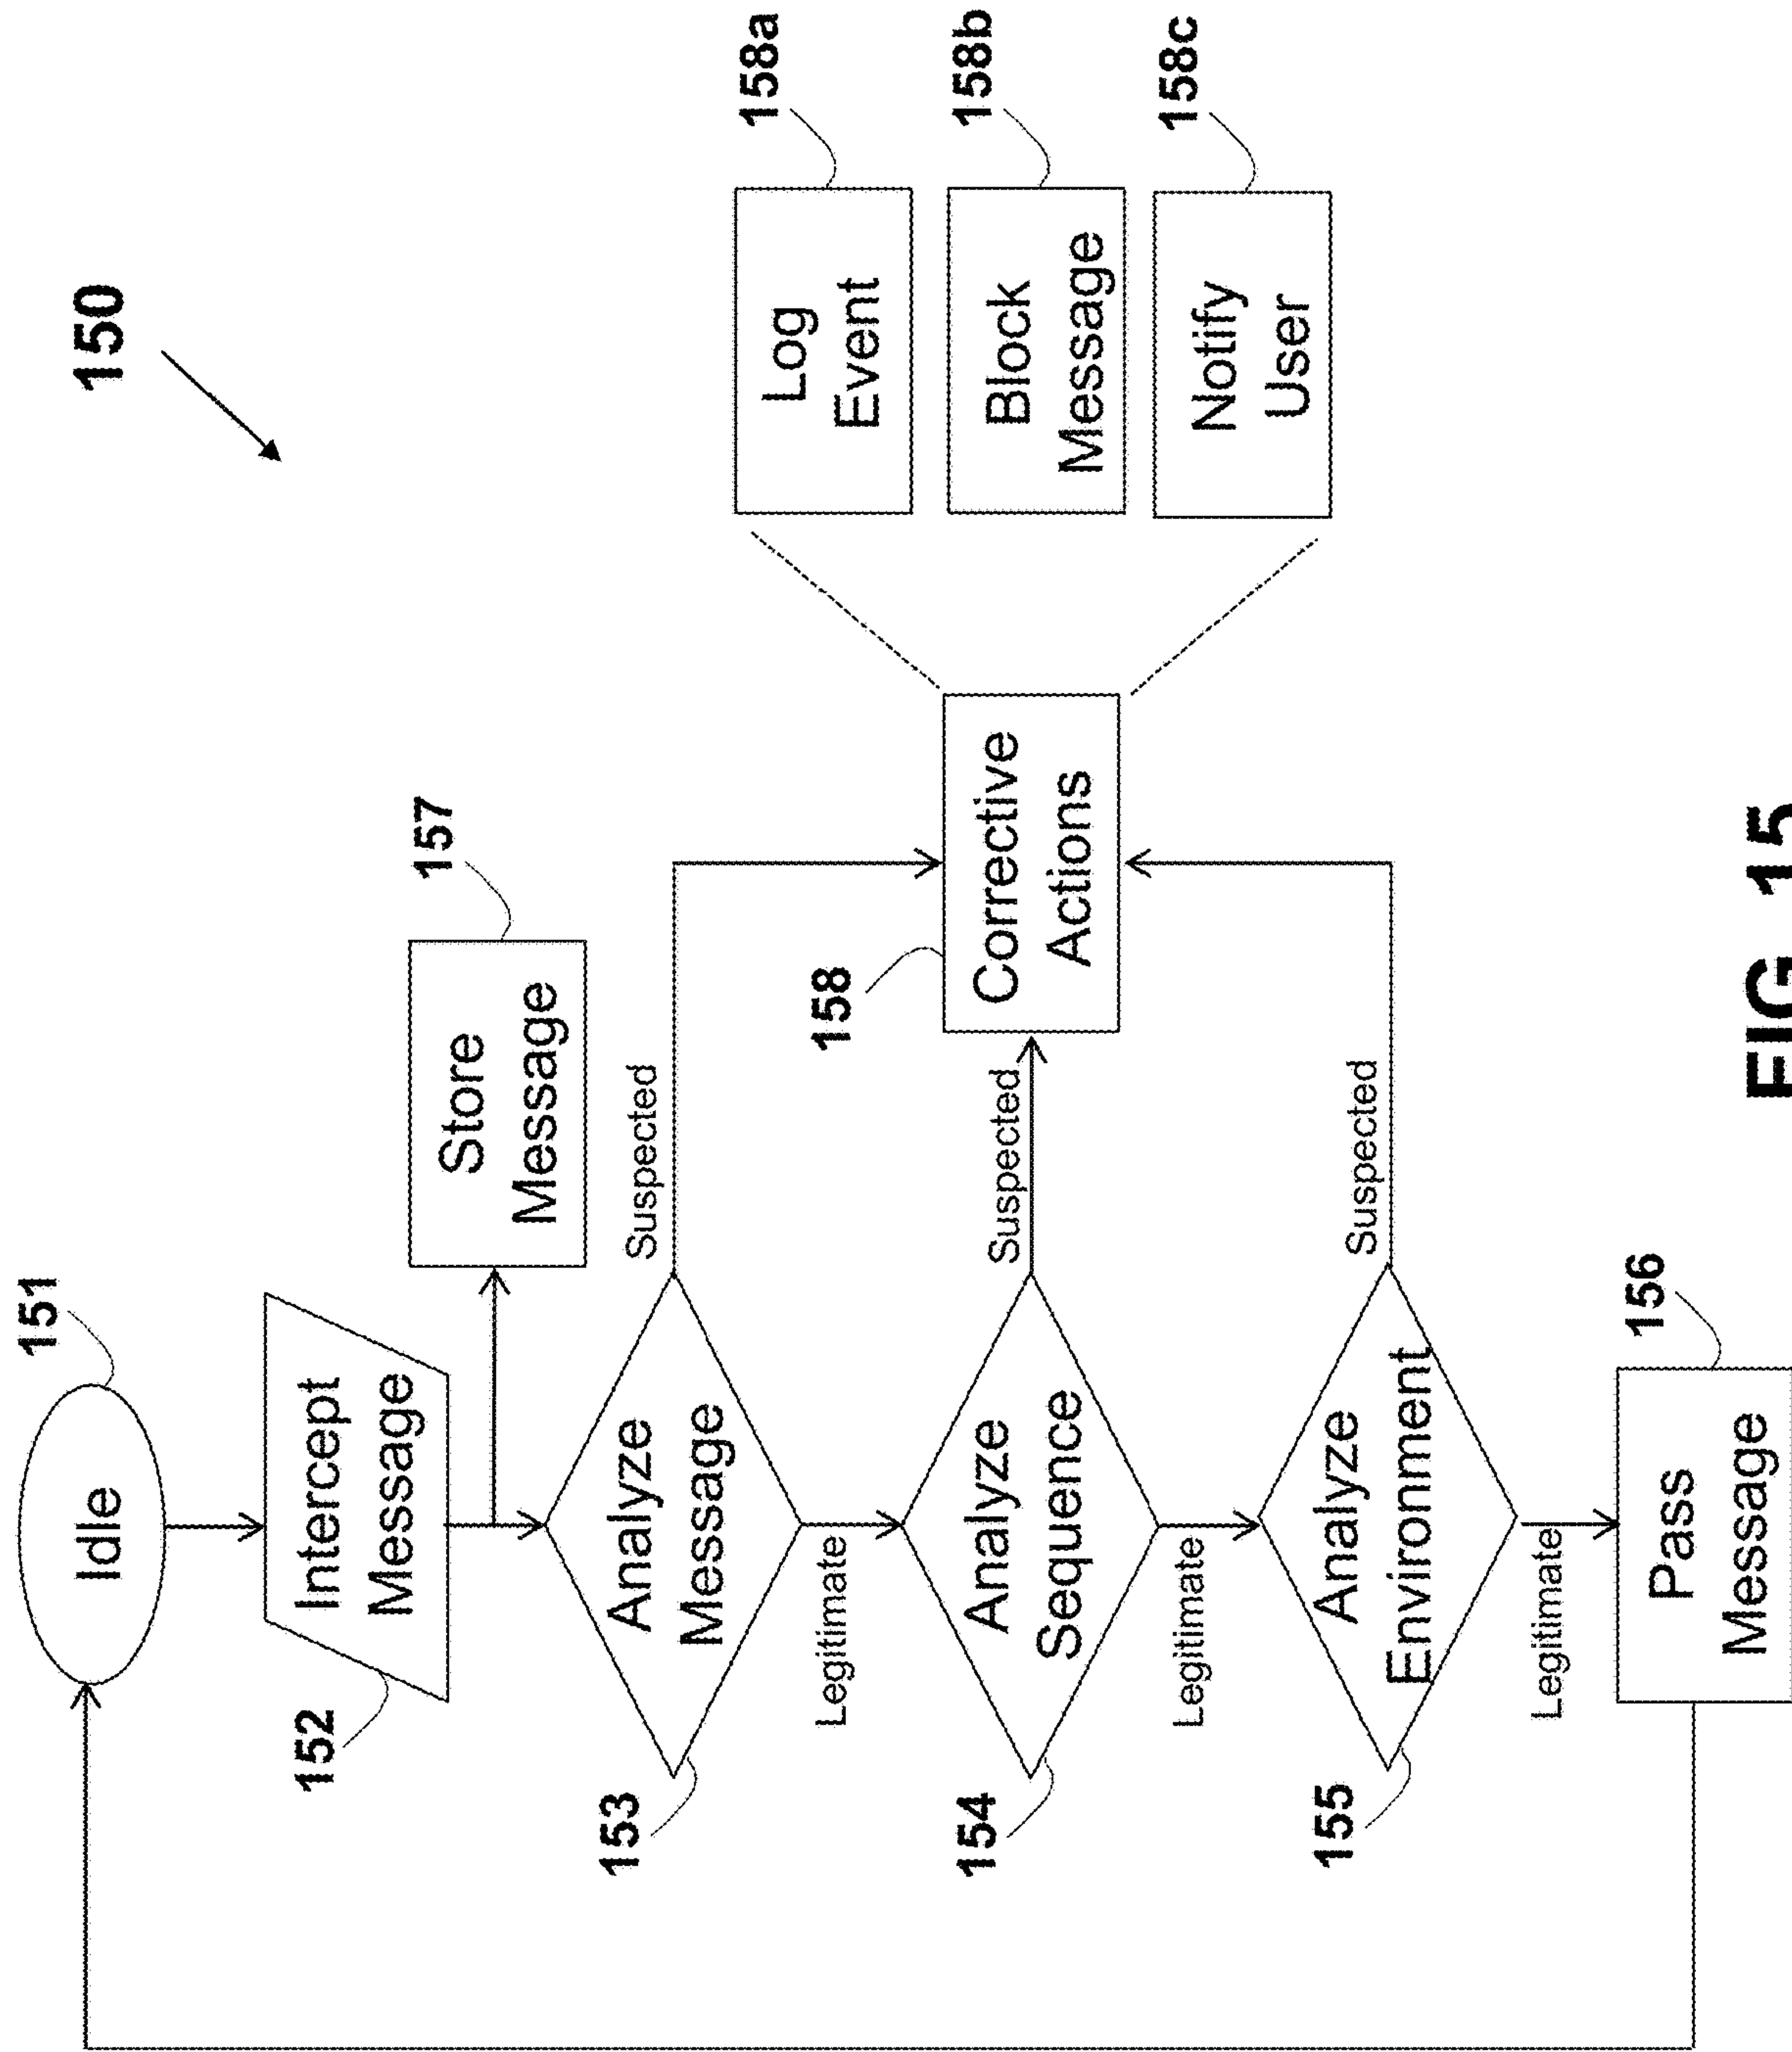 150
151
Idle
152
Intercept
Message
157
Store
Message
153
Analyze
Message
Suspected
Legitimate
154
Analyze
Sequence
Suspected
Legitimate
155
Analyze
Environment
Suspected
Legitimate
156
Pass
Message
158
Corrective
Actions
158a
Log
Event
158b
Block
Message
158c
Notify
User
FIG 15